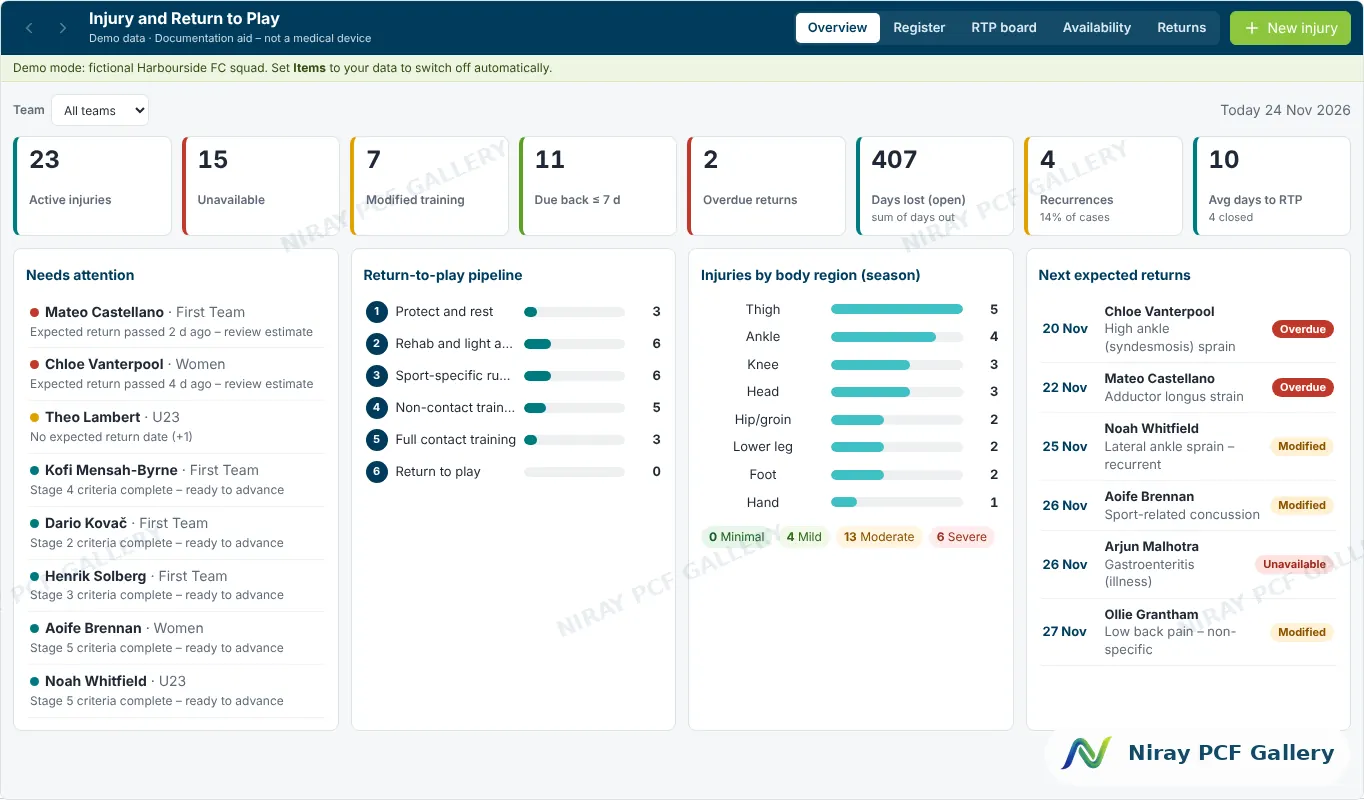 Injury and Return to Play
Demo data · Documentation aid – not a medical device
Overview
Register
RTP board
Availability
Returns
+ New injury
Demo mode: fictional Harbourside FC squad. Set Items to your data to switch off automatically.
Team
All teams
Today 24 Nov 2026
23
Active injuries
15
Unavailable
7
Modified training
11
Due back ≤ 7 d
2
Overdue returns
407
Days lost (open)
sum of days out
4
Recurrences
14% of cases
10
Avg days to RTP
4 closed
Needs attention
Mateo Castellano · First Team
Expected return passed 2 d ago – review estimate
Chloe Vanterpool · Women
Expected return passed 4 d ago – review estimate
Theo Lambert · U23
No expected return date (+1)
Kofi Mensah-Byrne · First Team
Stage 4 criteria complete – ready to advance
Dario Kovač · First Team
Stage 2 criteria complete – ready to advance
Henrik Solberg · First Team
Stage 3 criteria complete – ready to advance
Aoife Brennan · Women
Stage 5 criteria complete – ready to advance
Noah Whitfield · U23
Stage 5 criteria complete – ready to advance
Return-to-play pipeline
1 Protect and rest 3
2 Rehab and light a... 6
3 Sport-specific ru... 6
4 Non-contact train... 5
5 Full contact training 3
6 Return to play 0
Injuries by body region (season)
Thigh 5
Ankle 4
Knee 3
Head 3
Hip/groin 2
Lower leg 2
Foot 2
Hand 1
0 Minimal
4 Mild
13 Moderate
6 Severe
Next expected returns
20 Nov
Chloe Vanterpool
High ankle
(syndesmosis) sprain
Overdue
22 Nov
Mateo Castellano
Adductor longus strain
Overdue
25 Nov
Noah Whitfield
Lateral ankle sprain –
recurrent
Modified
26 Nov
Aoife Brennan
Sport-related concussion
Modified
26 Nov
Arjun Malhotra
Gastroenteritis
(illness)
Unavailable
27 Nov
Ollie Grantham
Low back pain – non-
specific
Modified
NIRAY PCF GALLERY
NIRAY PCF GALLERY
PCF GALLERY
NIRAY PCF GALLERY
NIRAY PCF GALL
Niray PCF Gallery